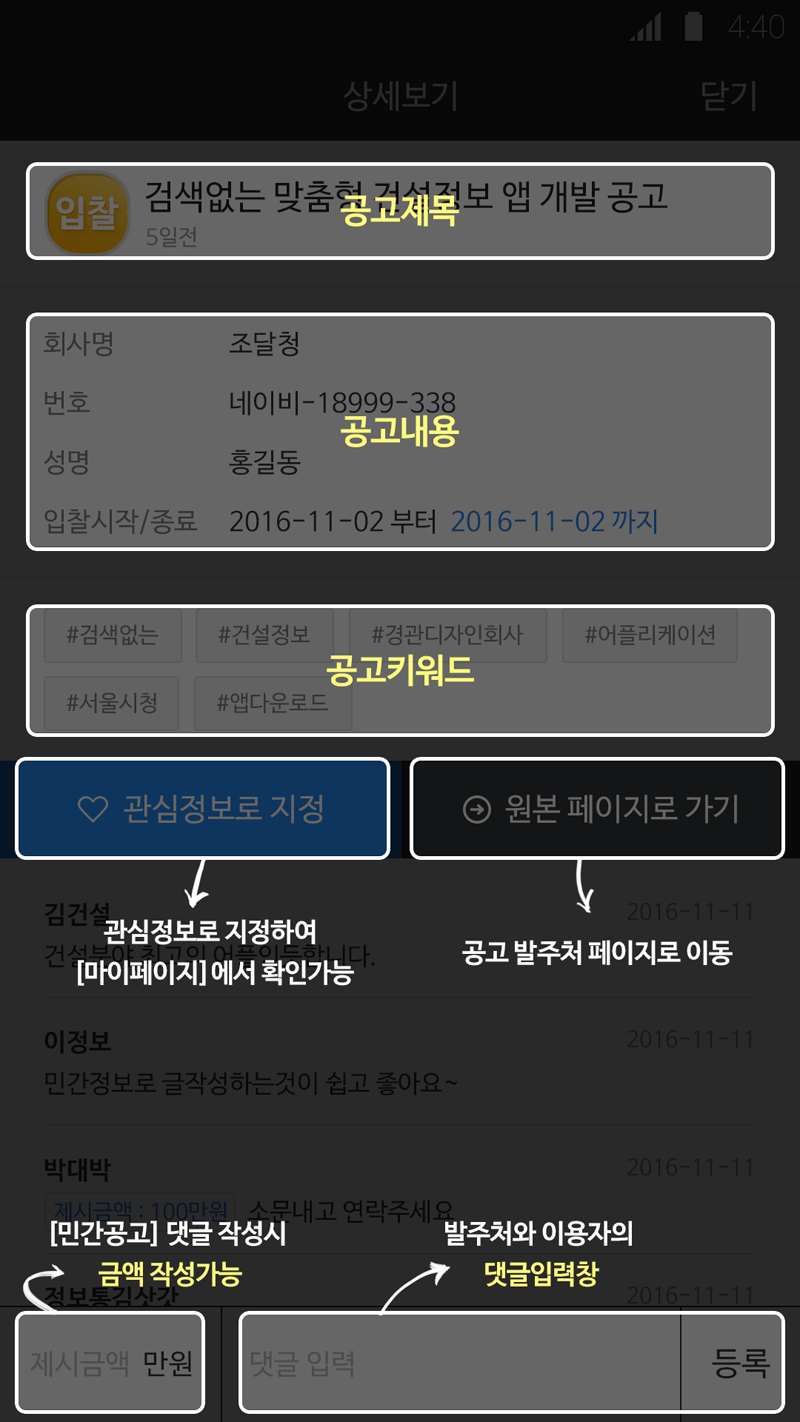 4:40
상세보기 닫기
입찰 검색없는 맞춤형 건설정보 앱 개발 공고
공고제목
5일전
회사명 조달청
번호 네이비-18999-338
공고내용
성명 홍길동
입찰시작/종료 2016-11-02 부터 2016-11-02 까지
#검색없는 #건설정보 #경관디자인회사 #어플리케이션
공고키워드
#서울시청 #앱다운로드
관심정보로 지정 원본 페이지로 가기
김건설 2016-11-11
관심정보로 지정하여
건설분야 최고의 어플인듯합니다.
[마이페이지]에서 확인가능
공고 발주처 페이지로 이동
이정보 2016-11-11
민간정보로 글작성하는것이 쉽고 좋아요~
박대박 2016-11-11
제시금액 : 100만원 소문내고 연락주세요
[민간공고] 댓글 작성시
금액 작성가능
발주처와 이용자의
댓글입력창
정보통김삿갓 2016-11-11
제시금액 만원 댓글 입력 등록